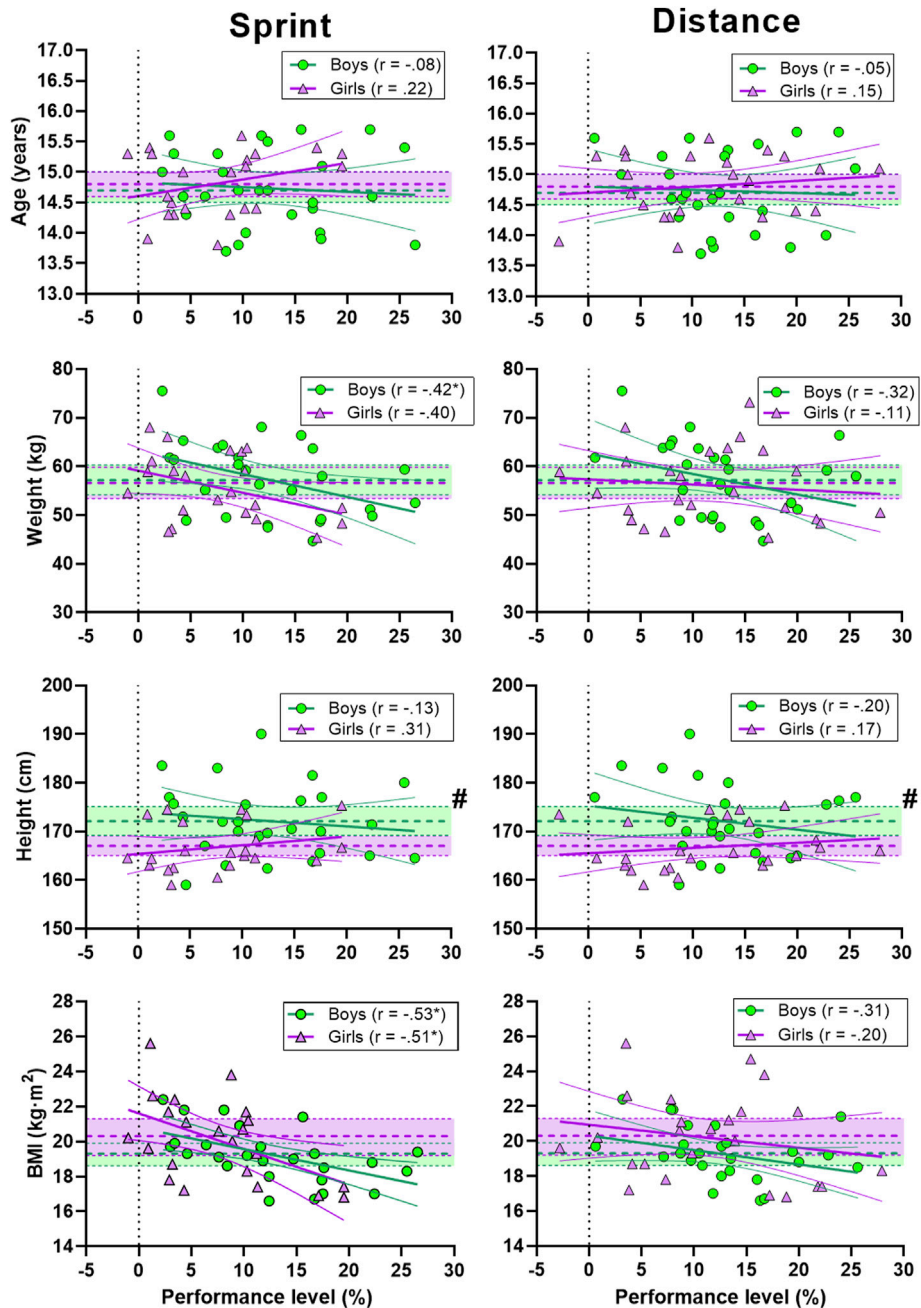 Sprint
Distance
Age (years)
17.0
16.5
16.0
15.5
15.0
14.5
14.0
13.5
13.0
-5 0 5 10 15 20 25 30
Boys (r = -.08)
Girls (r = .22)
17.0
16.5
16.0
15.5
15.0
14.5
14.0
13.5
13.0
-5 0 5 10 15 20 25 30
Boys (r = -.05)
Girls (r = .15)
Weight (kg)
80
70
60
50
40
30
-5 0 5 10 15 20 25 30
Boys (r = -.42*)
Girls (r = -.40)
80
70
60
50
40
30
-5 0 5 10 15 20 25 30
Boys (r = -.32)
Girls (r = -.11)
Height (cm)
200
190
180
170
160
150
-5 0 5 10 15 20 25 30
Boys (r = -.13)
Girls (r = .31)
#
200
190
180
170
160
150
-5 0 5 10 15 20 25 30
Boys (r = -.20)
Girls (r = .17)
#
BMI (kg·m²)
28
26
24
22
20
18
16
14
-5 0 5 10 15 20 25 30
Boys (r = -.53*)
Girls (r = -.51*)
Performance level (%)
28
26
24
22
20
18
16
14
-5 0 5 10 15 20 25 30
Boys (r = -.31)
Girls (r = -.20)
Performance level (%)